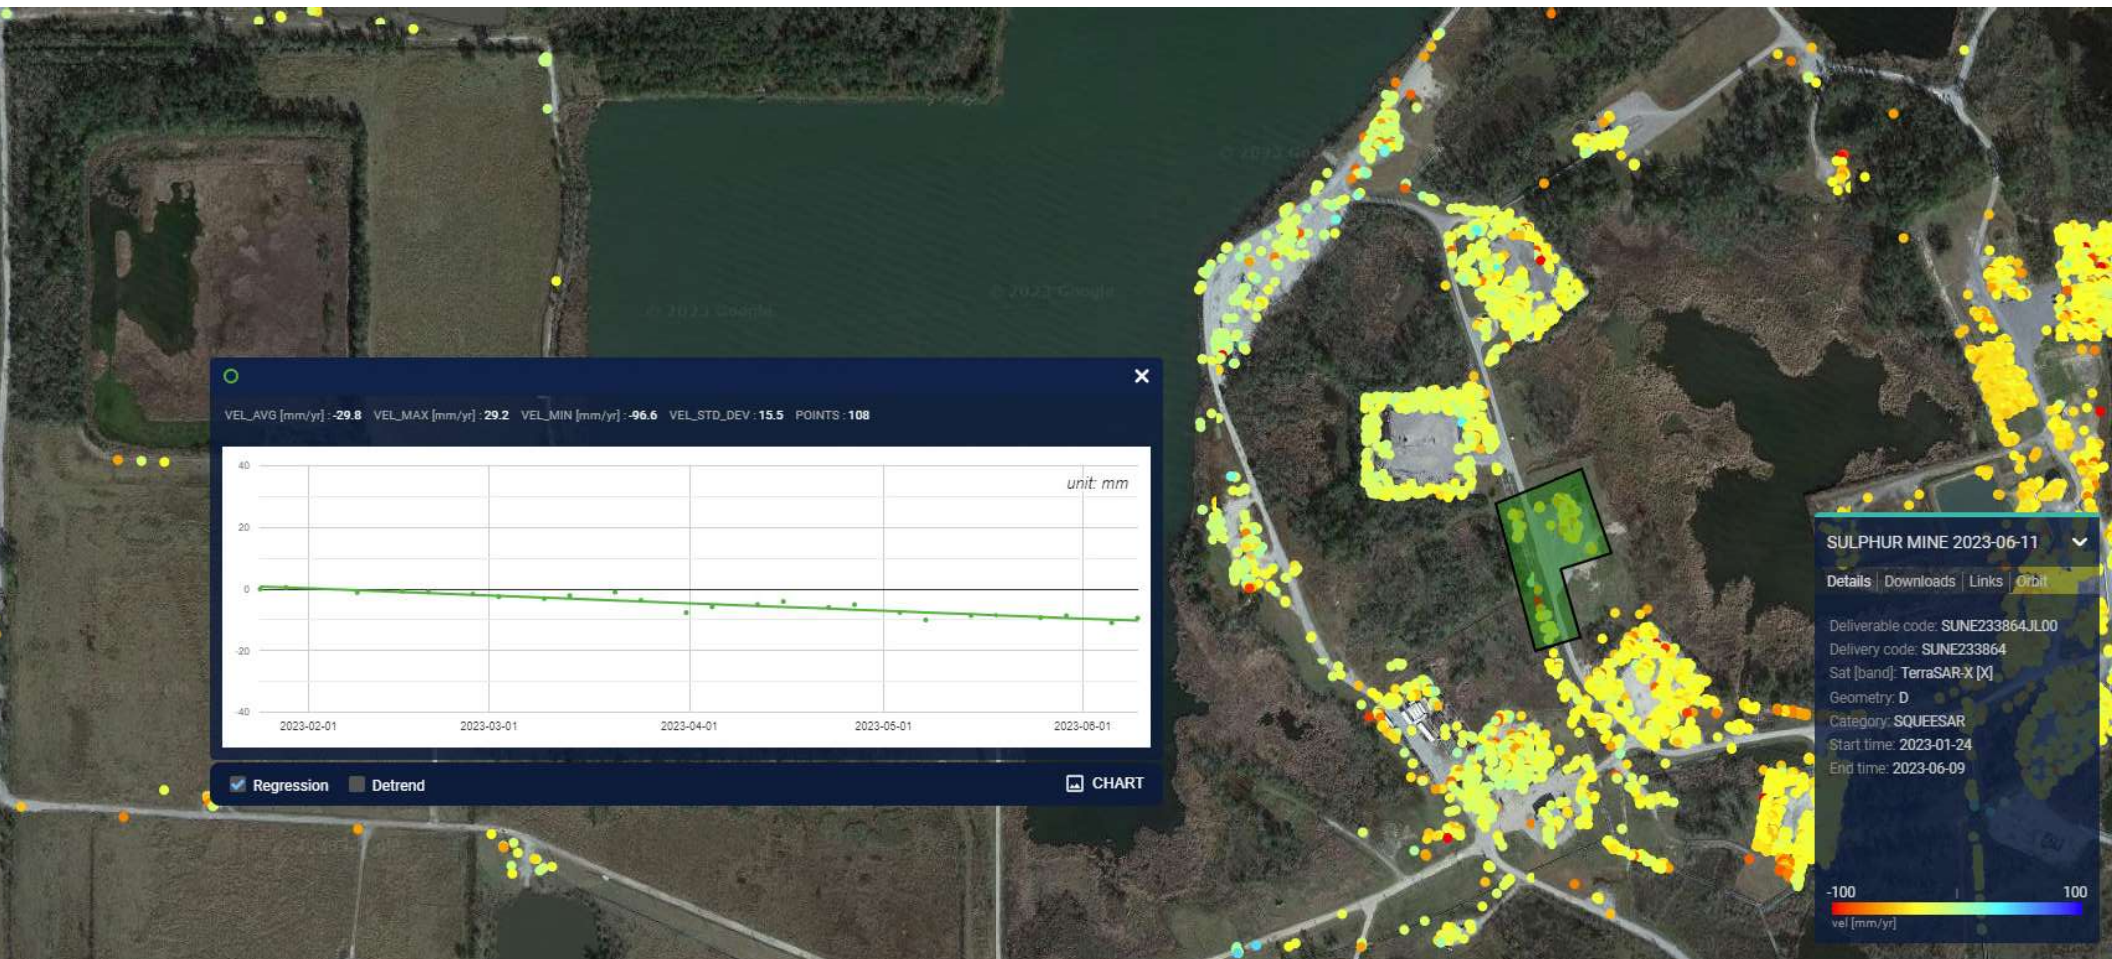 © 2023 Google
© 2023 Google
VEL_AVG [mm/yr] : -29.8 VEL_MAX [mm/yr] : 29.2 VEL_MIN [mm/yr] : -96.6 VEL_STD_DEV : 15.5 POINTS : 108
unit: mm
40
20
0
-20
-40
2023-02-01 2023-03-01 2023-04-01 2023-05-01 2023-06-01
Regression Detrend CHART
SULPHUR MINE 2023-06-11
Details | Downloads | Links | Orbit
Deliverable code: SUNE233864JL00
Delivery code: SUNE233864
Sat [band]: TerraSAR-X [X]
Geometry: D
Category: SQUEESAR
Start time: 2023-01-24
End time: 2023-06-09
-100 100
vel [mm/yr]